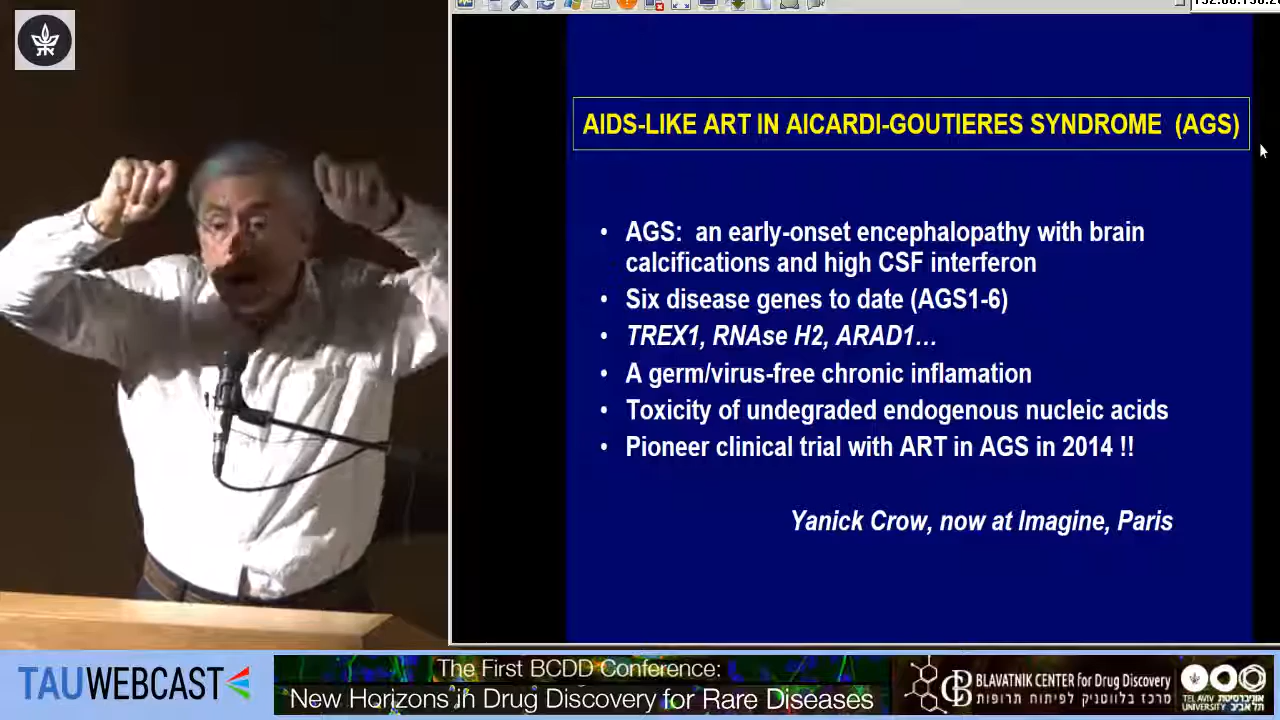 AIDS-LIKE ART IN AICARDI-GOUTIERES SYNDROME (AGS)
• AGS: an early-onset encephalopathy with brain
calcifications and high CSF interferon
• Six disease genes to date (AGS1-6)
• TREX1, RNAse H2, ARAD1…
• A germ/virus-free chronic inflamation
• Toxicity of undegraded endogenous nucleic acids
• Pioneer clinical trial with ART in AGS in 2014 !!
Yanick Crow, now at Imagine, Paris
TAUWEBCAST
The First BCDD Conference:
New Horizons in Drug Discovery for Rare Diseases
BLAVATNIK CENTER for Drug Discovery
מרכז בלווטניק לפיתוח תרופות
TEL AVIV UNIVERSITY
אוניברסיטת תל אביב